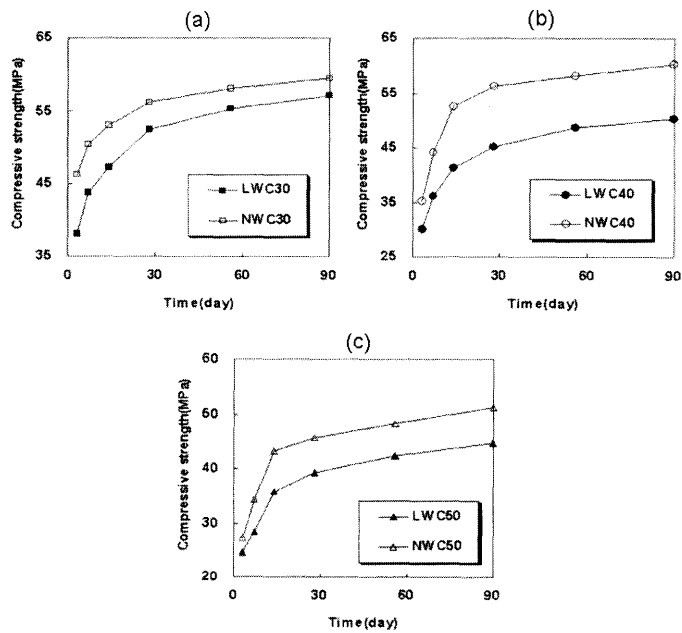 (a)
65
55
45
35
Compressive strength(MPa)
LWC30
NWC30
0 30 60 90
Time(day)
(b)
65
55
45
35
25
Compressive strength(MPa)
LWC40
NWC40
0 30 60 90
Time(day)
(c)
60
50
40
30
20
Compressive strength(MPa)
LWC50
NWC50
0 30 60 90
Time(day)